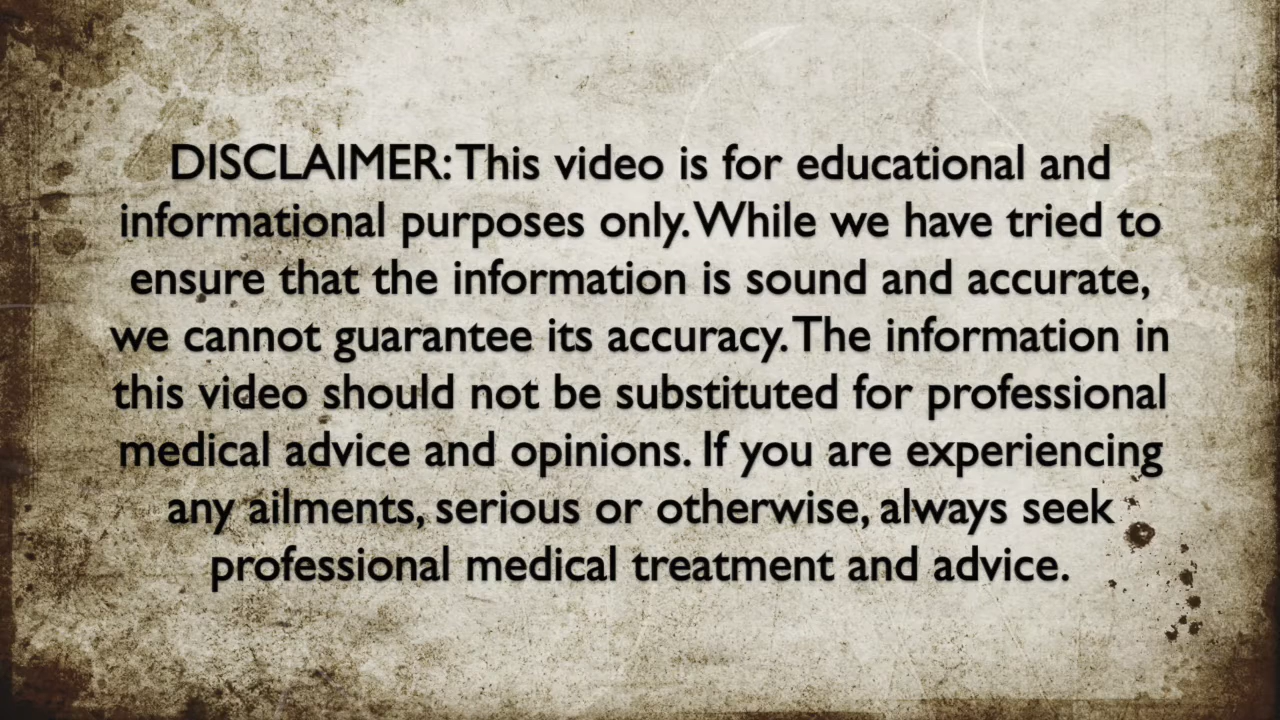 DISCLAIMER: This video is for educational and
informational purposes only. While we have tried to
ensure that the information is sound and accurate,
we cannot guarantee its accuracy. The information in
this video should not be substituted for professional
medical advice and opinions. If you are experiencing
any ailments, serious or otherwise, always seek
professional medical treatment and advice.